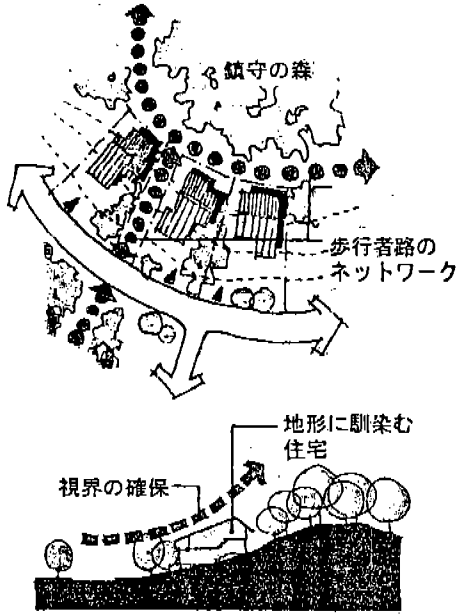 鎮守の森
歩行者路の
ネットワーク
地形に馴染む
住宅
視界の確保